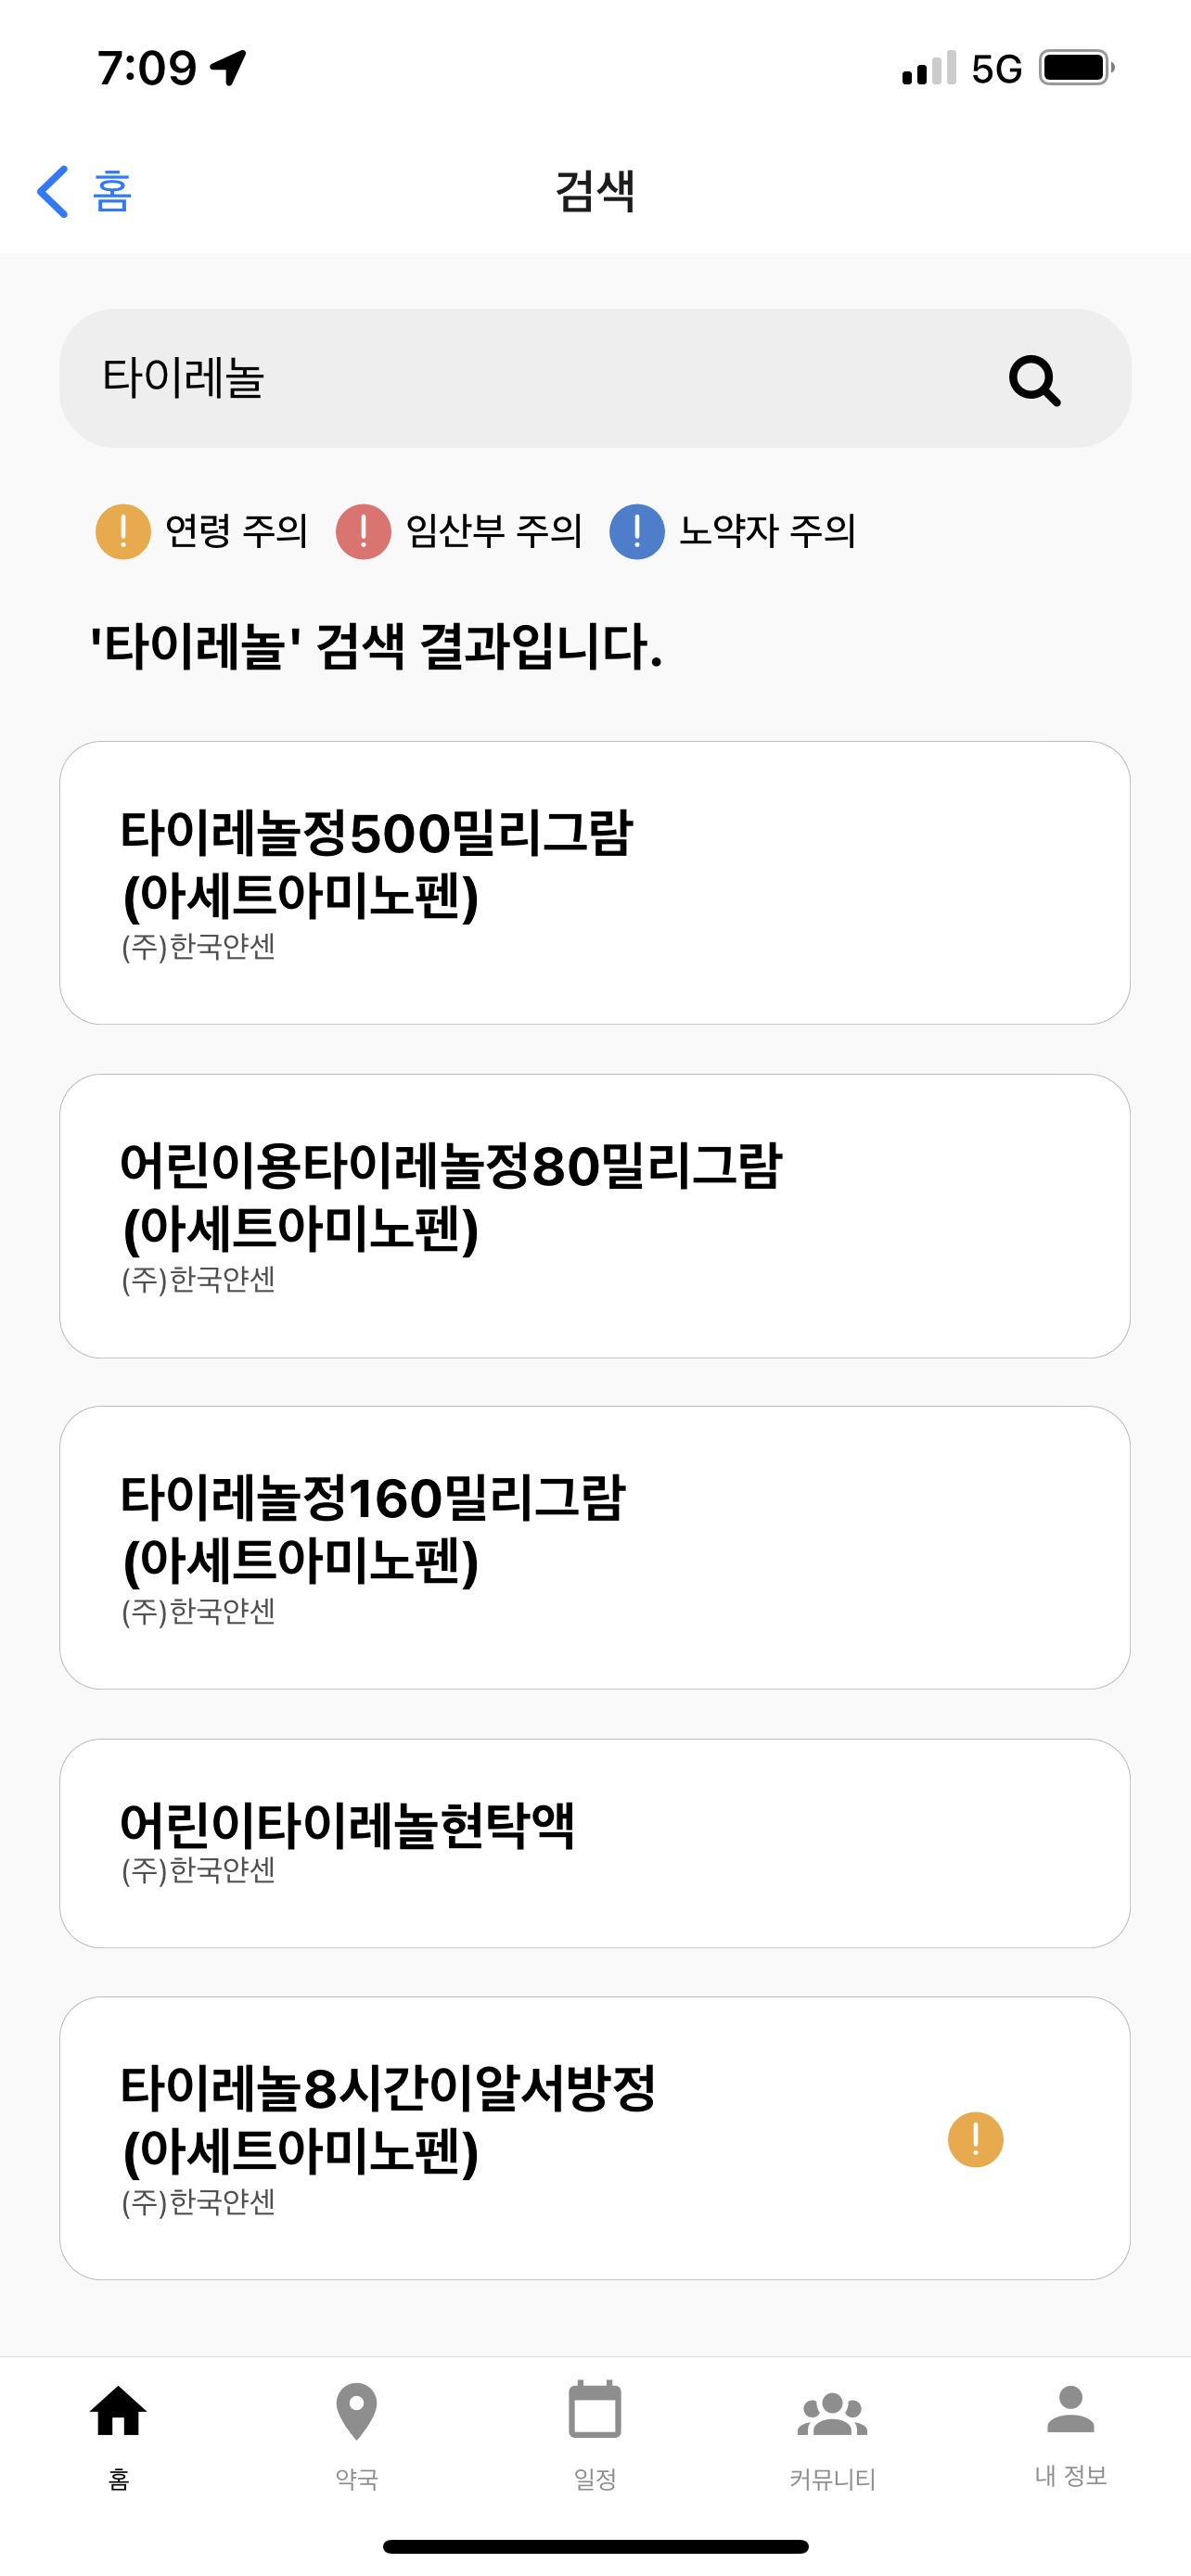 7:09
5G
홈
검색
타이레놀
연령 주의
임산부 주의
노약자 주의
'타이레놀' 검색 결과입니다.
타이레놀정500밀리그람
(아세트아미노펜)
(주)한국얀센
어린이용타이레놀정80밀리그람
(아세트아미노펜)
(주)한국얀센
타이레놀정160밀리그람
(아세트아미노펜)
(주)한국얀센
어린이타이레놀현탁액
(주)한국얀센
타이레놀8시간이알서방정
(아세트아미노펜)
(주)한국얀센
홈
약국
일정
커뮤니티
내 정보